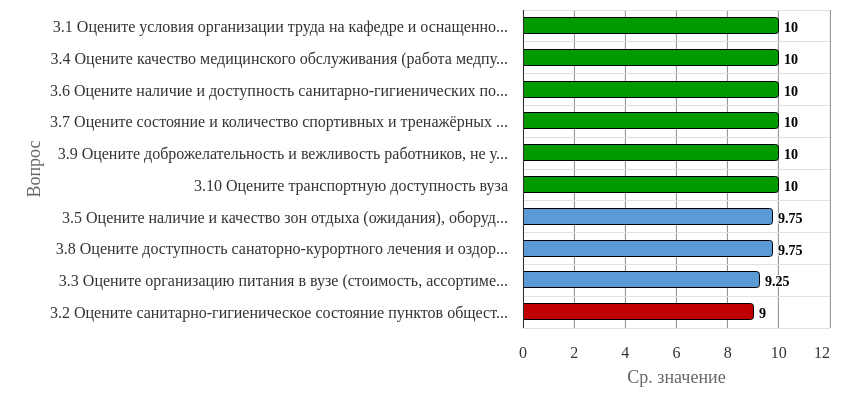 3.1 Оцените условия организации труда на кафедре и оснащенно... 10
3.4 Оцените качество медицинского обслуживания (работа медпу... 10
3.6 Оцените наличие и доступность санитарно-гигиенических по... 10
3.7 Оцените состояние и количество спортивных и тренажёрных ... 10
3.9 Оцените доброжелательность и вежливость работников, не у... 10
3.10 Оцените транспортную доступность вуза 10
3.5 Оцените наличие и качество зон отдыха (ожидания), оборуд... 9.75
3.8 Оцените доступность санаторно-курортного лечения и оздор... 9.75
3.3 Оцените организацию питания в вузе (стоимость, ассортиме... 9.25
3.2 Оцените санитарно-гигиеническое состояние пунктов общест... 9
Вопрос
0 2 4 6 8 10 12
Ср. значение